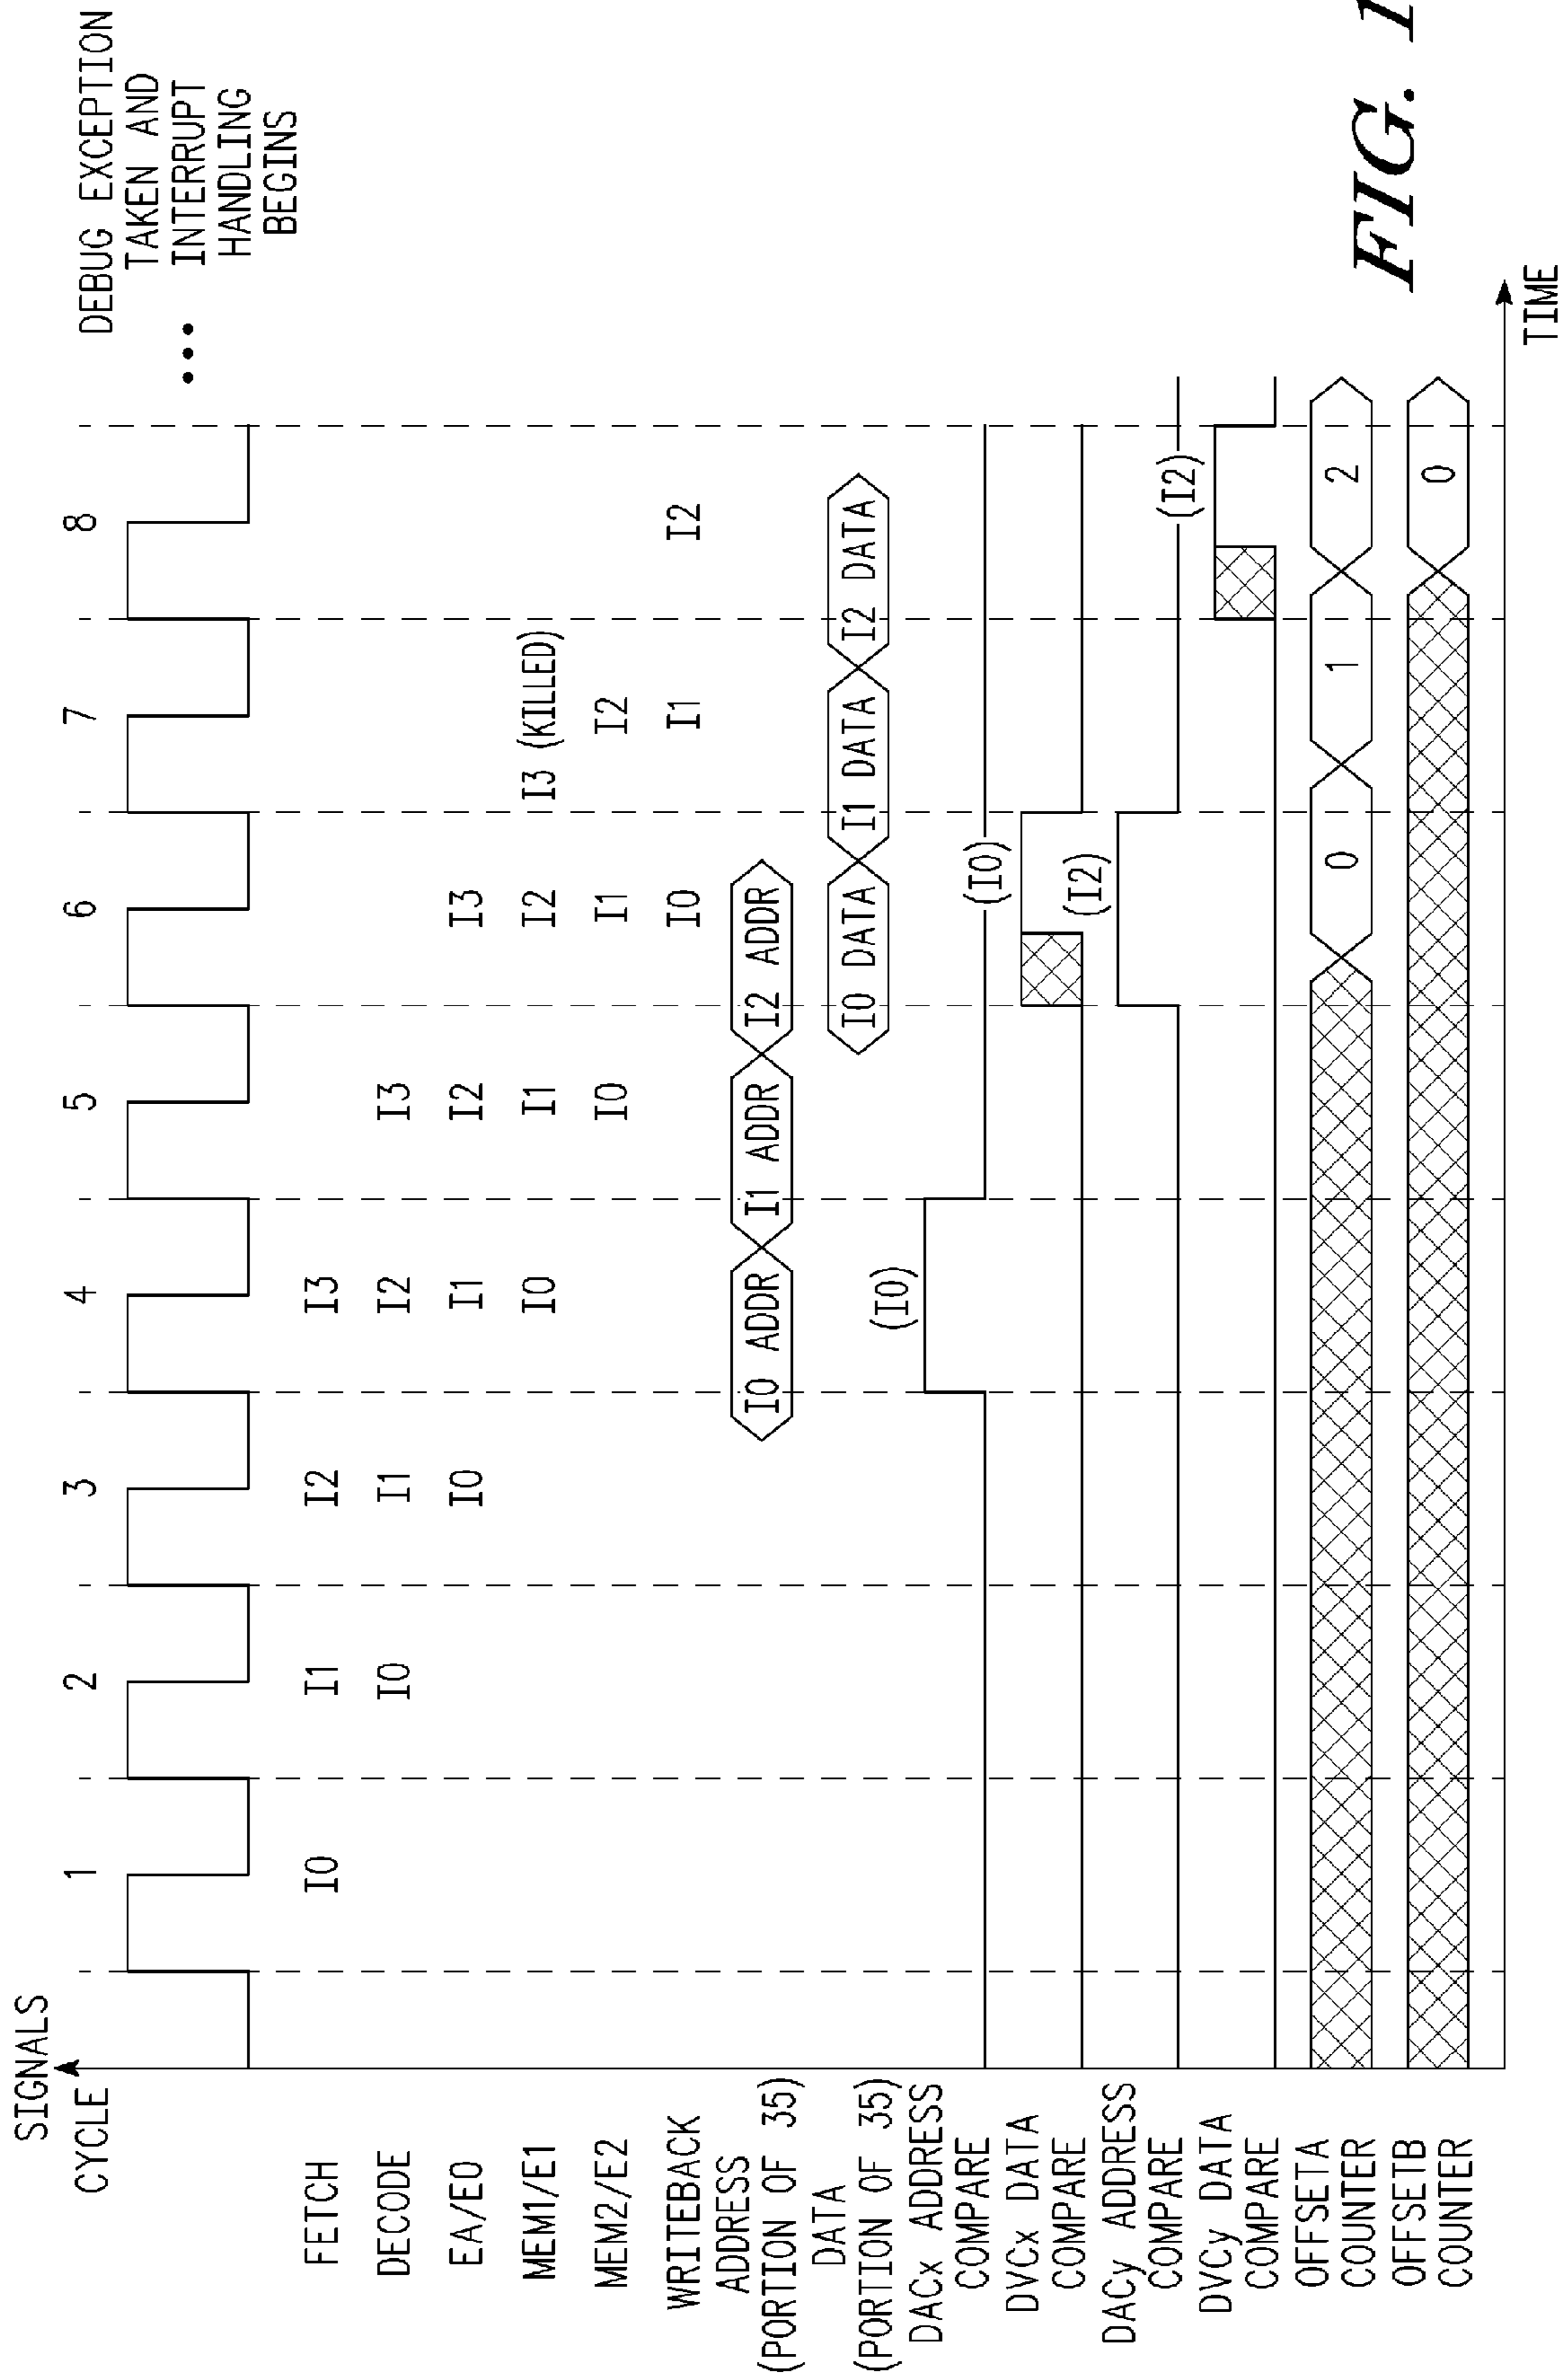 SIGNALS
CYCLE 1 2 3 4 5 6 7 8
DEBUG EXCEPTION
TAKEN AND
••• INTERRUPT
HANDLING
BEGINS
FETCH I0 I1 I2 I3
DECODE I0 I1 I2 I3
EA/E0 I0 I1 I2 I3
MEM1/E1 I0 I1 I2 I3 (KILLED)
MEM2/E2 I0 I1 I2
WRITEBACK I0 I1 I2
ADDRESS
(PORTION OF 35) I0 ADDR I1 ADDR I2 ADDR
DATA
(PORTION OF 35) I0 DATA I1 DATA I2 DATA
DACx ADDRESS
COMPARE (I0)
DVCx DATA
COMPARE (I0)
DACy ADDRESS
COMPARE (I2)
DVCy DATA
COMPARE (I2)
OFFSETA
COUNTER 0 1 2
OFFSETB
COUNTER 0
TIME
FIG. 1